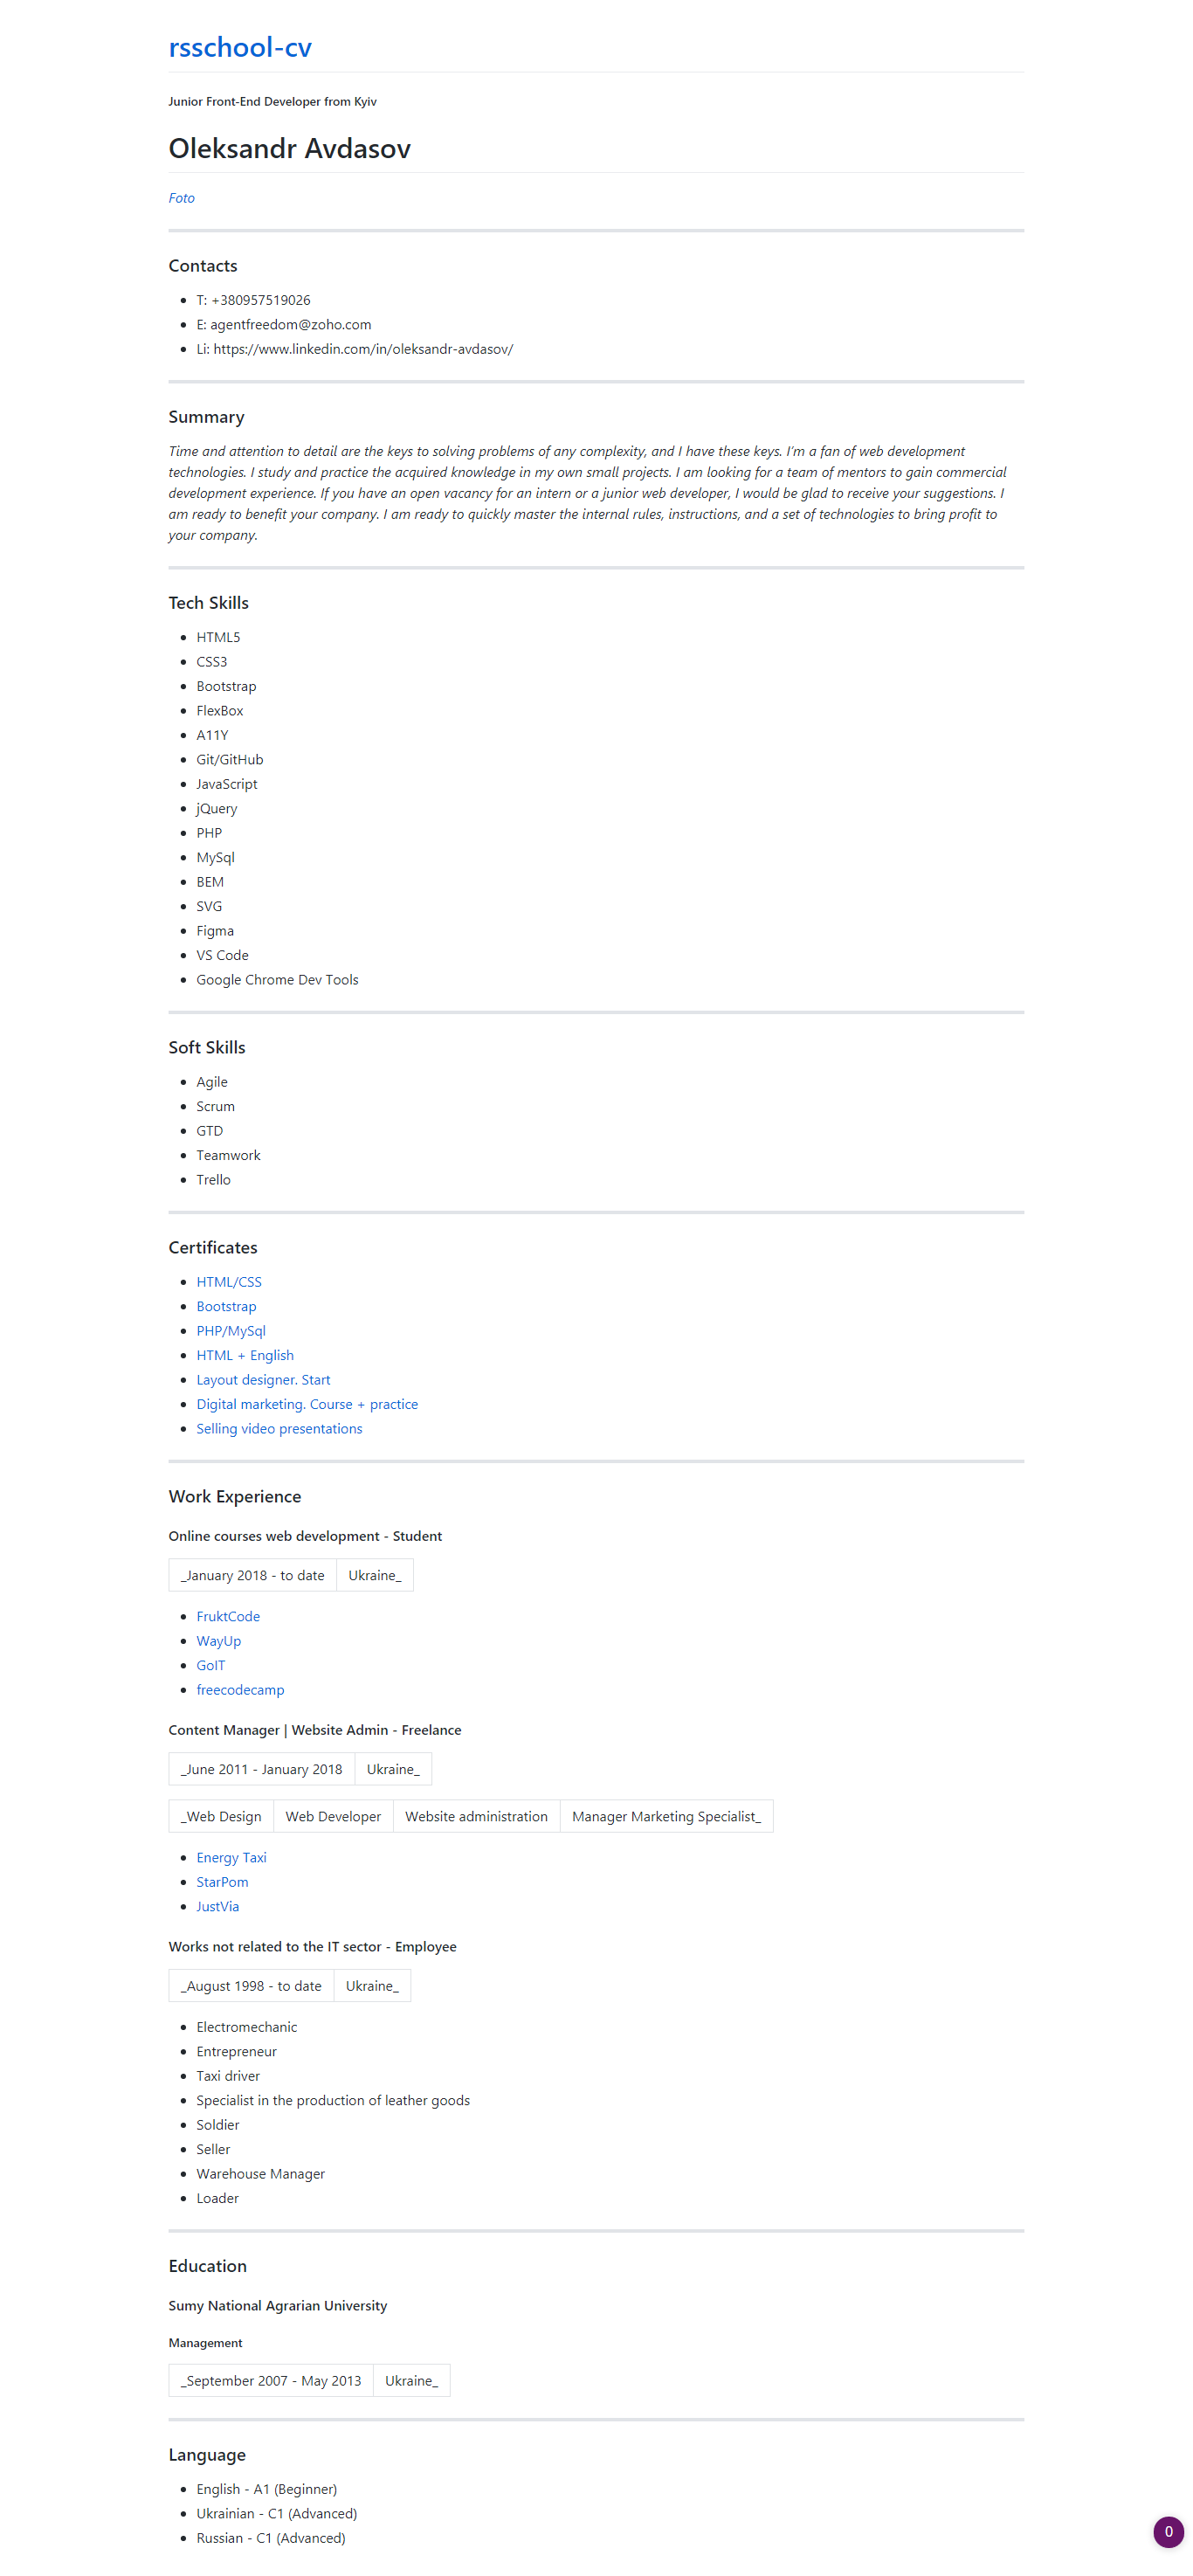 rsschool-cv
Junior Front-End Developer from Kyiv
Oleksandr Avdasov
Foto
Contacts
T: +380957519026
E: agentfreedom@zoho.com
Li: https://www.linkedin.com/in/oleksandr-avdasov/
Summary
Time and attention to detail are the keys to solving problems of any complexity, and I have these keys. I'm a fan of web development
technologies. I study and practice the acquired knowledge in my own small projects. I am looking for a team of mentors to gain commercial
development experience. If you have an open vacancy for an intern or a junior web developer, I would be glad to receive your suggestions. I
am ready to benefit your company. I am ready to quickly master the internal rules, instructions, and a set of technologies to bring profit to
your company.
Tech Skills
HTML5
CSS3
Bootstrap
FlexBox
A11Y
Git/GitHub
JavaScript
jQuery
PHP
MySql
BEM
SVG
Figma
VS Code
Google Chrome Dev Tools
Soft Skills
Agile
Scrum
GTD
Teamwork
Trello
Certificates
HTML/CSS
Bootstrap
PHP/MySql
HTML + English
Layout designer. Start
Digital marketing. Course + practice
Selling video presentations
Work Experience
Online courses web development - Student
_January 2018 - to date Ukraine_
FruktCode
WayUp
GoIT
freecodecamp
Content Manager | Website Admin - Freelance
_June 2011 - January 2018 Ukraine_
_Web Design Web Developer Website administration Manager Marketing Specialist_
Energy Taxi
StarPom
JustVia
Works not related to the IT sector - Employee
_August 1998 - to date Ukraine_
Electromechanic
Entrepreneur
Taxi driver
Specialist in the production of leather goods
Soldier
Seller
Warehouse Manager
Loader
Education
Sumy National Agrarian University
Management
_September 2007 - May 2013 Ukraine_
Language
English - A1 (Beginner)
Ukrainian - C1 (Advanced)
Russian - C1 (Advanced)
0